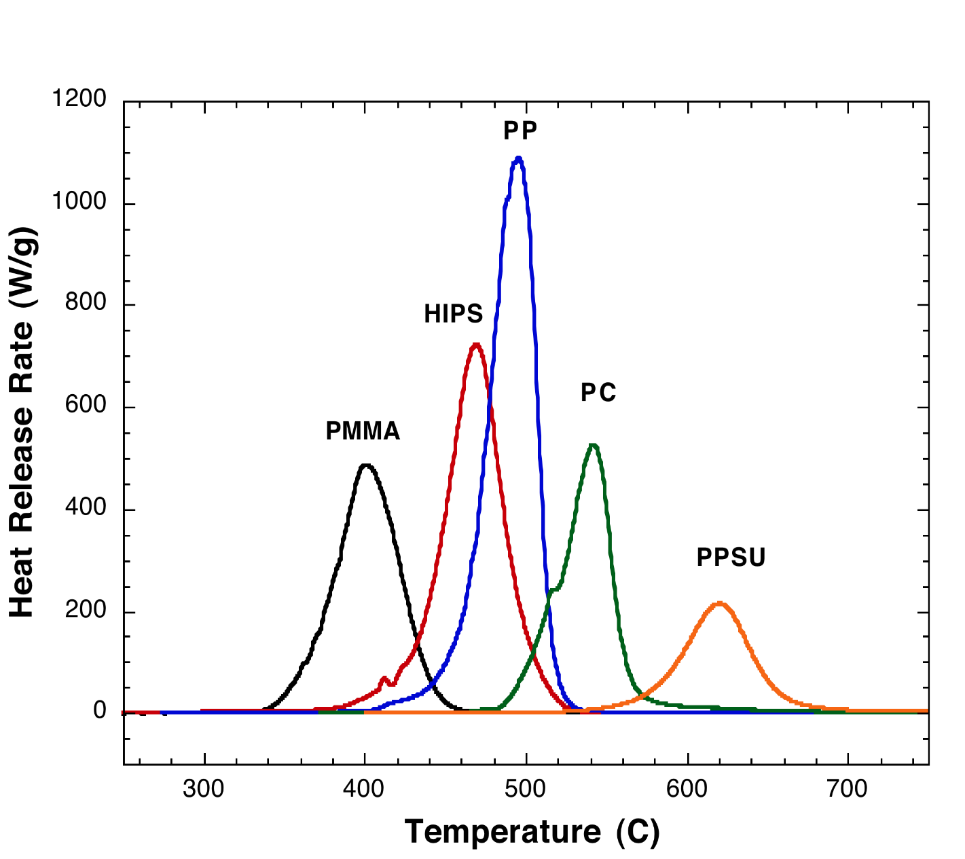 1200
1000
800
600
400
200
0
Heat Release Rate (W/g)
PP
HIPS
PC
PMMA
PPSU
300 400 500 600 700
Temperature (C)